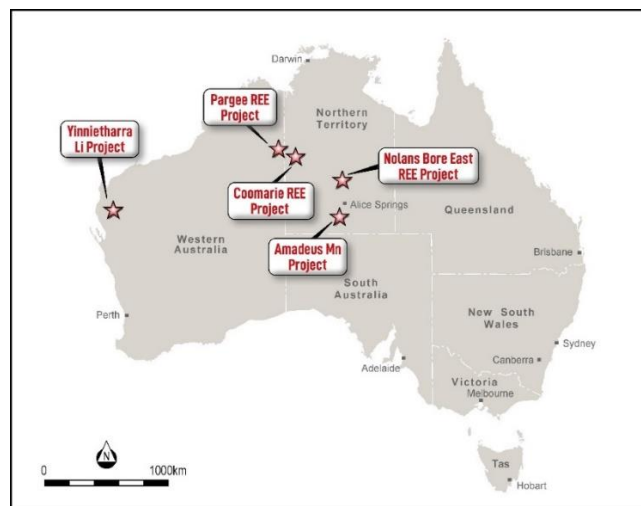 Darwin
Pargee REE
Project
Northern
Territory
Yinnietharra
Li Project
Nolans Bore East
REE Project
Coomarie REE
Project
Alice Springs
Queensland
Western
Australia
Amadeus Mn
Project
Brisbane
South
Australia
Perth
New South
Wales
Sydney
Adelaide
Canberra
Victoria
Melbourne
N
0 1000km
Tas
Hobart